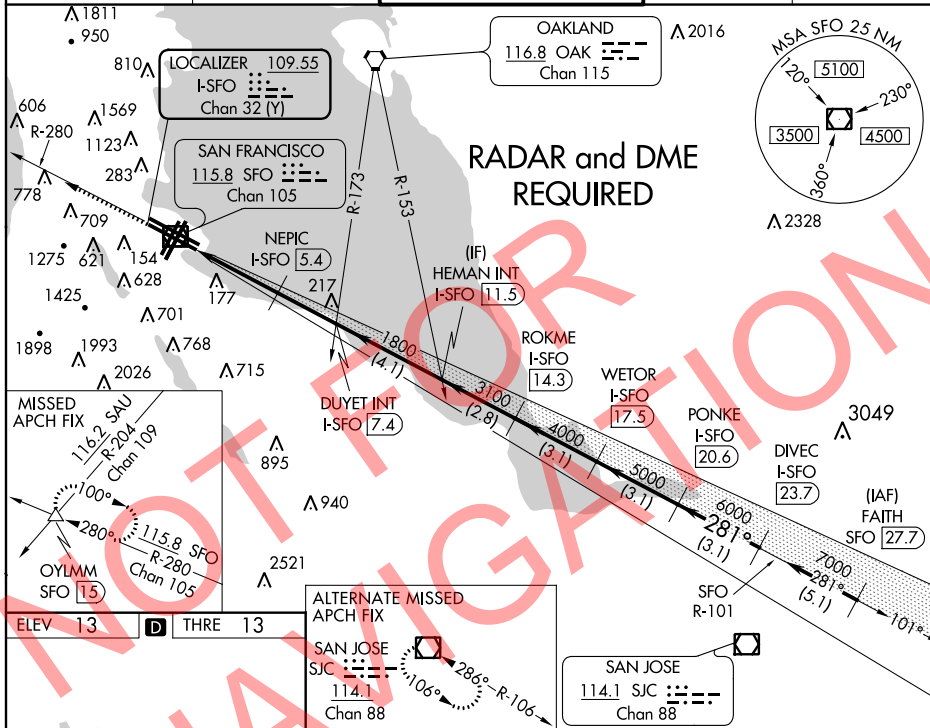 1811
950
810
LOCALIZER 109.55
I-SFO
Chan 32 (Y)
OAKLAND
116.8 OAK
Chan 115
2016
MSA SFO 25 NM
120°
5100
230°
3500
4500
360°
606
R-280
1569
1123
283
778
709
SAN FRANCISCO
115.8 SFO
Chan 105
R-173
R-153
RADAR and DME
REQUIRED
2328
1275
621
154
628
177
NEPIC
I-SFO 5.4
217
(IF)
HEMAN INT
I-SFO 11.5
1425
701
1898
1993
768
2026
715
1800
(4.1)
DUYET INT
I-SFO 7.4
ROKME
I-SFO
14.3
3100
(2.8)
WETOR
I-SFO
17.5
4000
(3.1)
PONKE
I-SFO
20.6
5000
(3.1)
3049
DIVEC
I-SFO
23.7
6000
281°
(3.1)
(IAF)
FAITH
SFO 27.7
7000
281°
(5.1)
101°
SFO
R-101
895
940
2521
MISSED
APCH FIX
116.2 SAU
R-204
Chan 109
100°
280°
115.8 SFO
R-280
Chan 105
OYLMM
SFO 15
ELEV 13
D
THRE 13
ALTERNATE MISSED
APCH FIX
SAN JOSE
SJC
114.1
Chan 88
106°
286°
R-106
SAN JOSE
114.1 SJC
Chan 88
NOT FOR
NAVIGATION